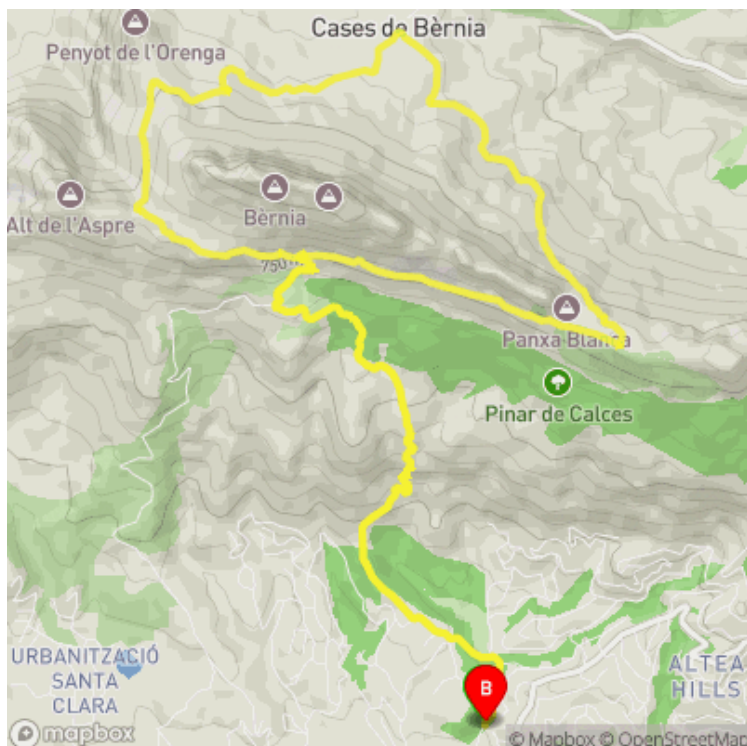 Cases de Bèrnia
Penyot de l'Orenga
Alt de l'Aspre
Bèrnia
750 m
Panxa Blanca
Pinar de Calces
URBANITZACIÓ
SANTA
CLARA
ALTEA
HILLS
B
mapbox
© Mapbox © OpenStreetMap